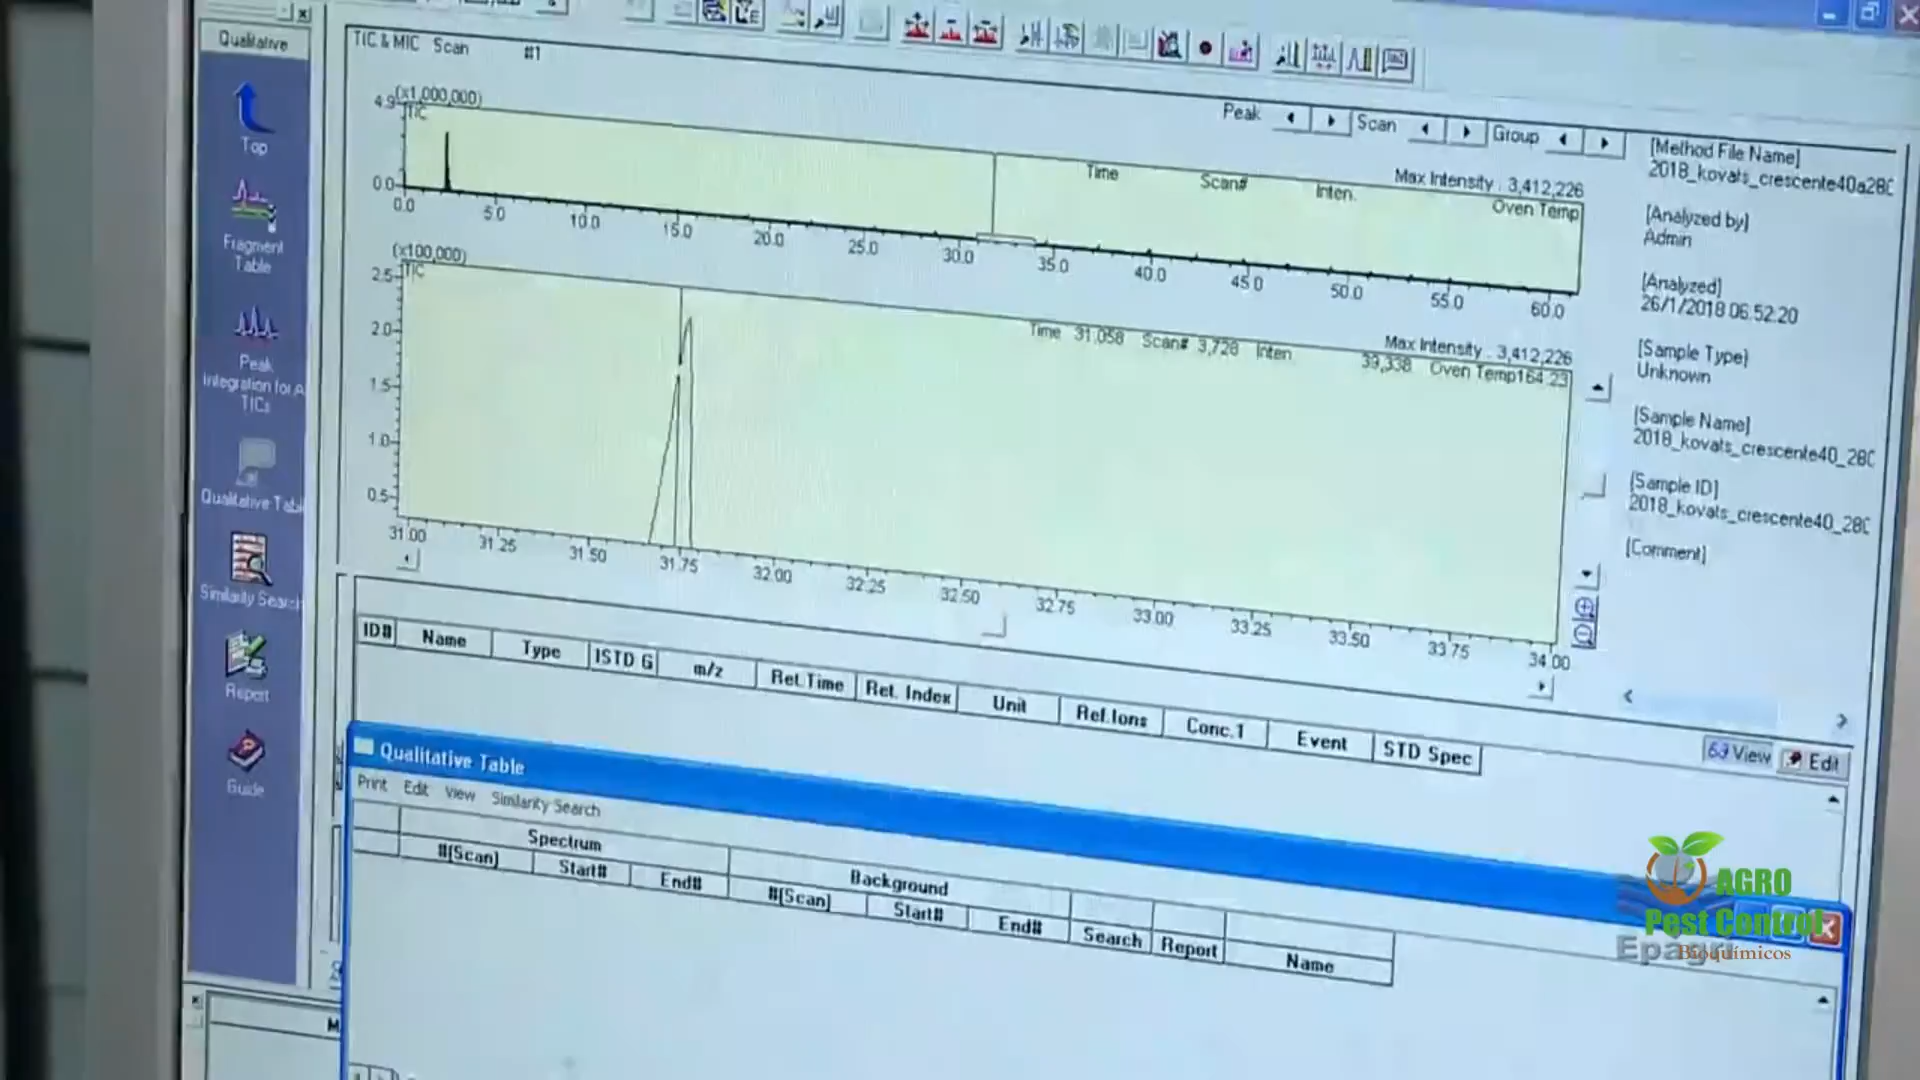 Qualitative
Top
Fragment
Table
Peak
Integration for A
TICs
Qualitative Tabl
Similarity Search
Report
Guide
TIC & MIC Scan #1
Peak Scan Group
(x1,000,000)
4.9
TIC
0.0
Time Scan# Inten.
Max Intensity : 3,412,226
Oven Temp
0.0 5.0 10.0 15.0 20.0 25.0 30.0 35.0 40.0 45.0 50.0 55.0 60.0
(x100,000)
2.5
TIC
2.0
1.5
1.0
0.5
Max Intensity : 3,412,226
Time 31,058 Scan# 3,728 Inten. 39,338 Oven Temp164.23
31.00 31.25 31.50 31.75 32.00 32.25 32.50 32.75 33.00 33.25 33.50 33.75 34.00
[Method File Name]
2018_kovats_crescente40a280
[Analyzed by]
Admin
[Analyzed]
26/1/2018 06:52:20
[Sample Type]
Unknown
[Sample Name]
2018_kovats_crescente40_280
[Sample ID]
2018_kovats_crescente40_280
[Comment]
View Edit
ID# Name Type ISTD G m/z Ret.Time Ret. Index Unit Ref.Ions Conc.1 Event STD Spec
Qualitative Table
Print Edit View Similarity Search
Spectrum Background
#[Scan] Start# End# #[Scan] Start# End# Search Report Name
AGRO
Pest Control
Bioquímicos
Epagri